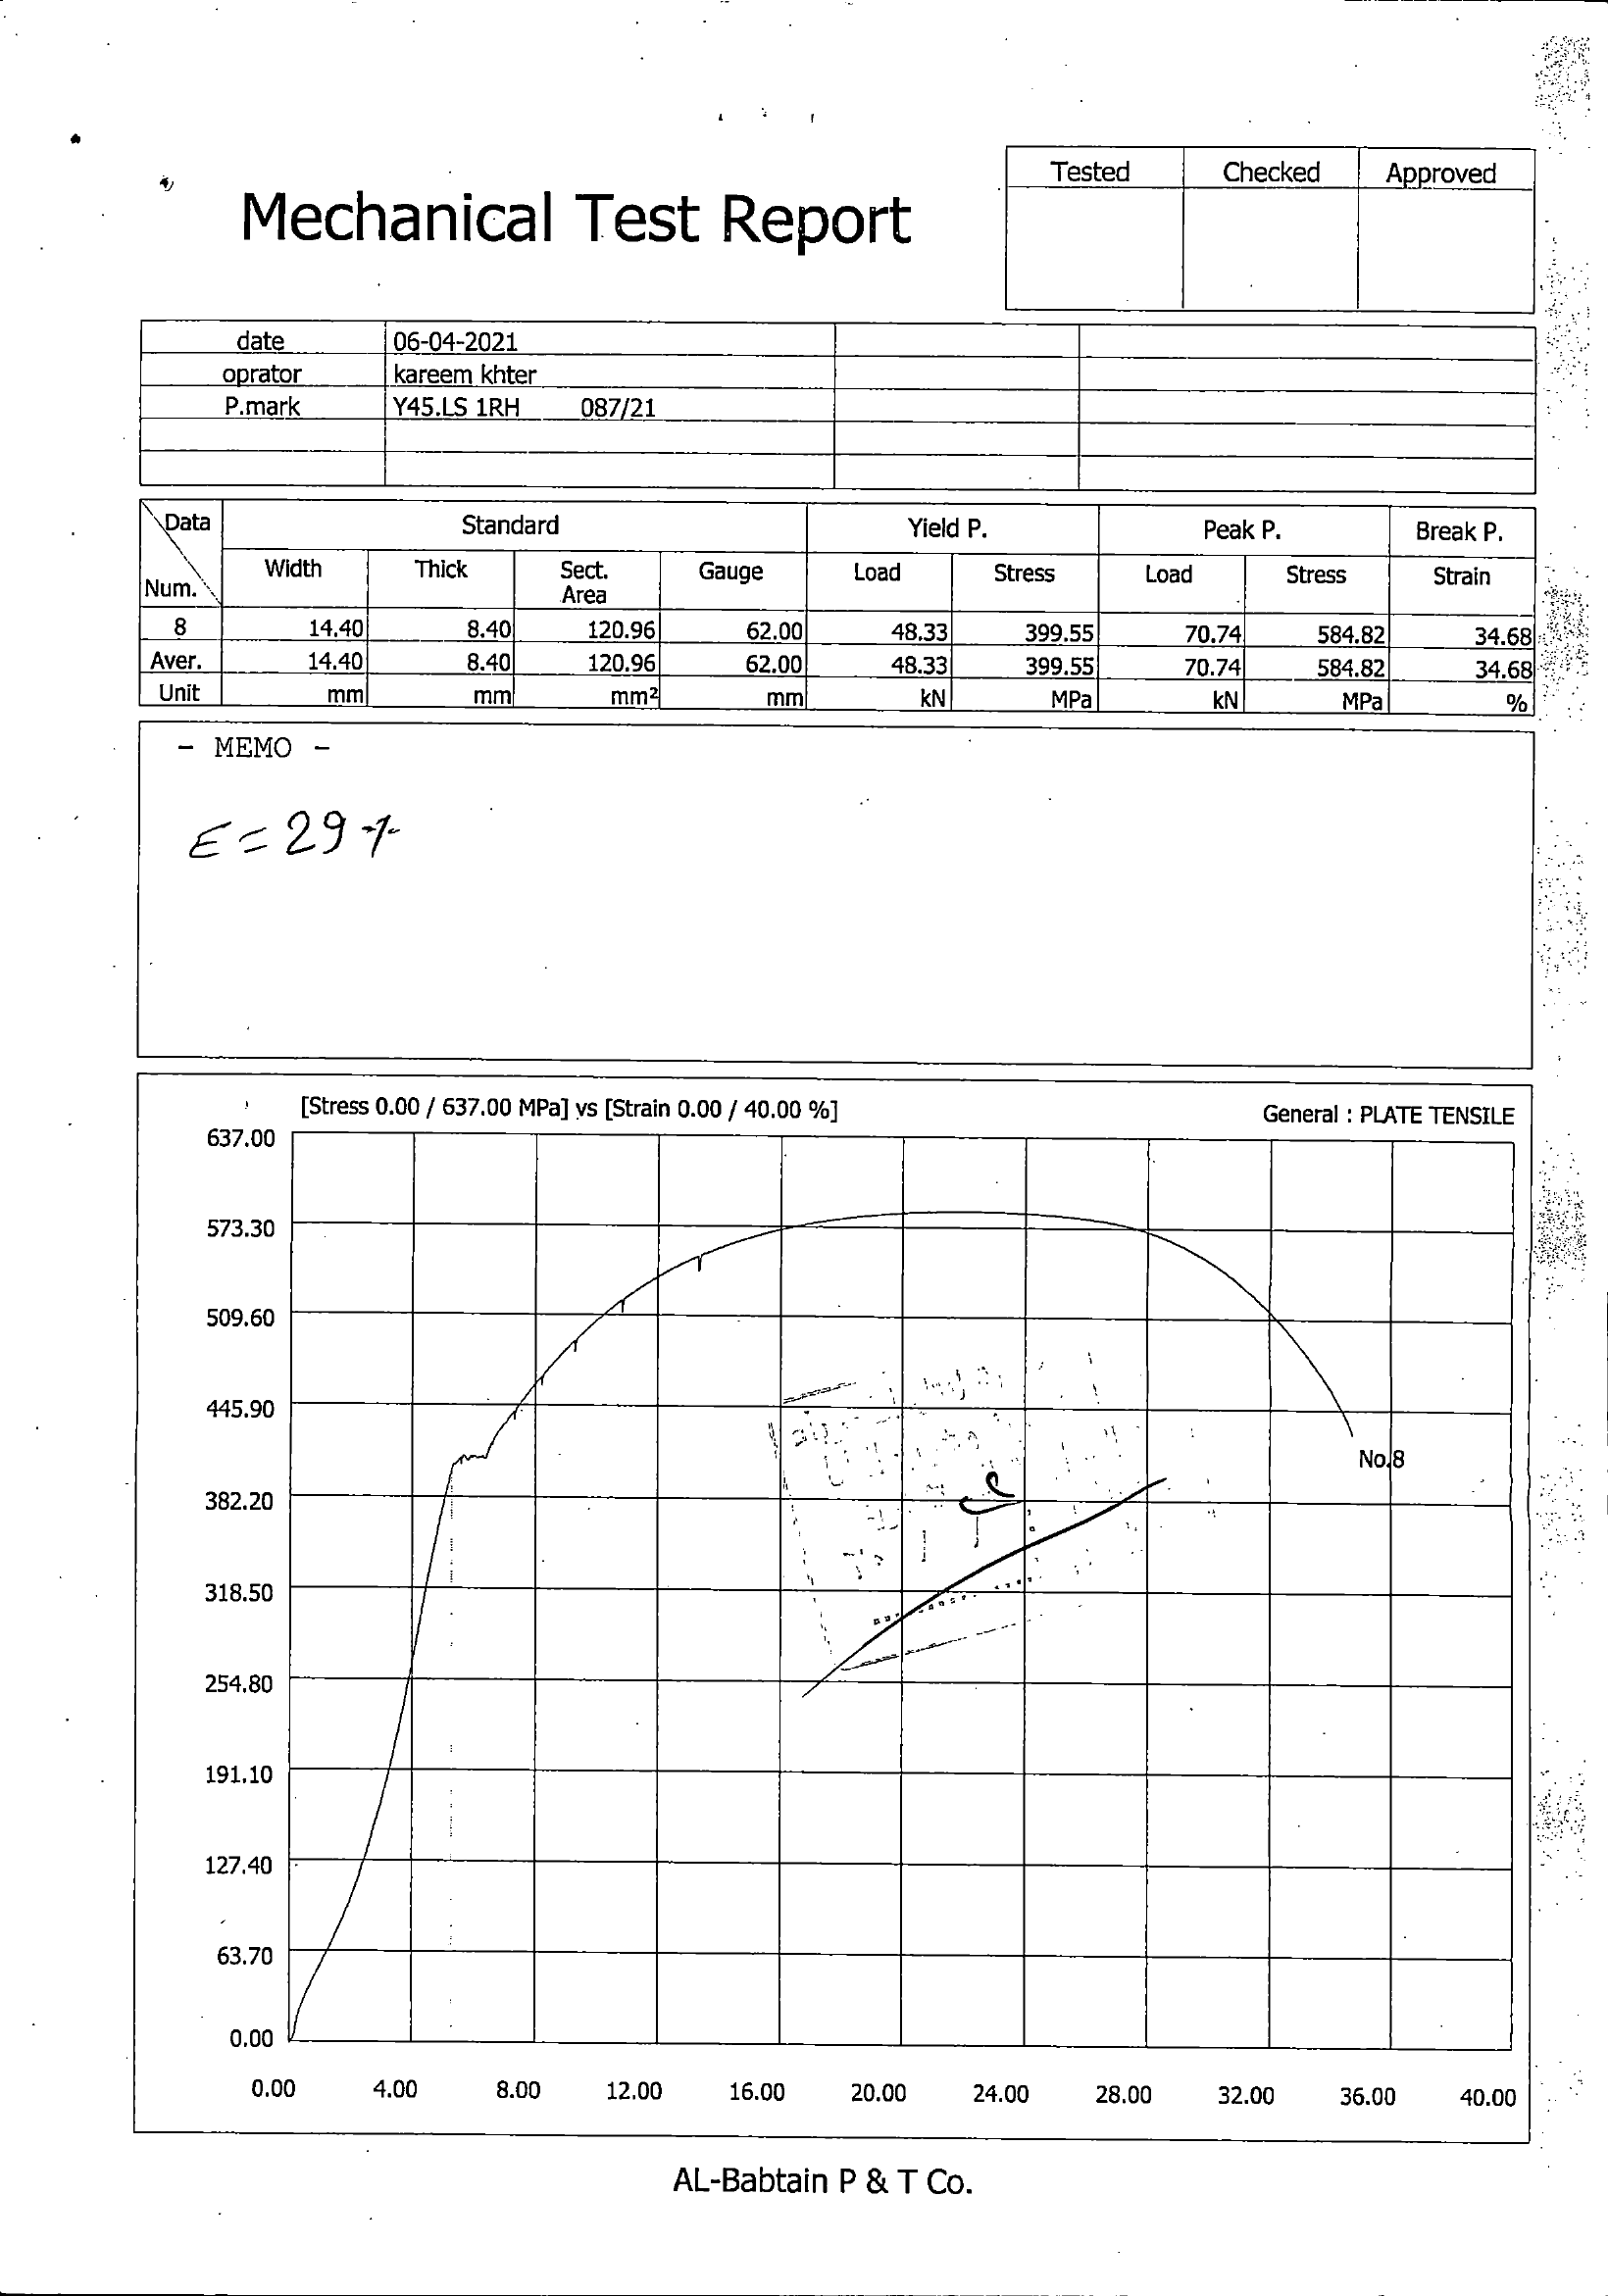 Mechanical Test Report
Tested Checked Approved
date 06-04-2021
oprator kareem khter
P.mark Y45.LS 1RH 087/21
Data Standard Yield P. Peak P. Break P.
Num. Width Thick Sect. Area Gauge Load Stress Load Stress Strain
8 14.40 8.40 120.96 62.00 48.33 399.55 70.74 584.82 34.68
Aver. 14.40 8.40 120.96 62.00 48.33 399.55 70.74 584.82 34.68
Unit mm mm mm² mm kN MPa kN MPa %
- MEMO -
E = 29 %
[Stress 0.00 / 637.00 MPa] vs [Strain 0.00 / 40.00 %] General : PLATE TENSILE
637.00
573.30
509.60
445.90
No.8
382.20
318.50
254.80
191.10
127.40
63.70
0.00
0.00 4.00 8.00 12.00 16.00 20.00 24.00 28.00 32.00 36.00 40.00
AL-Babtain P & T Co.